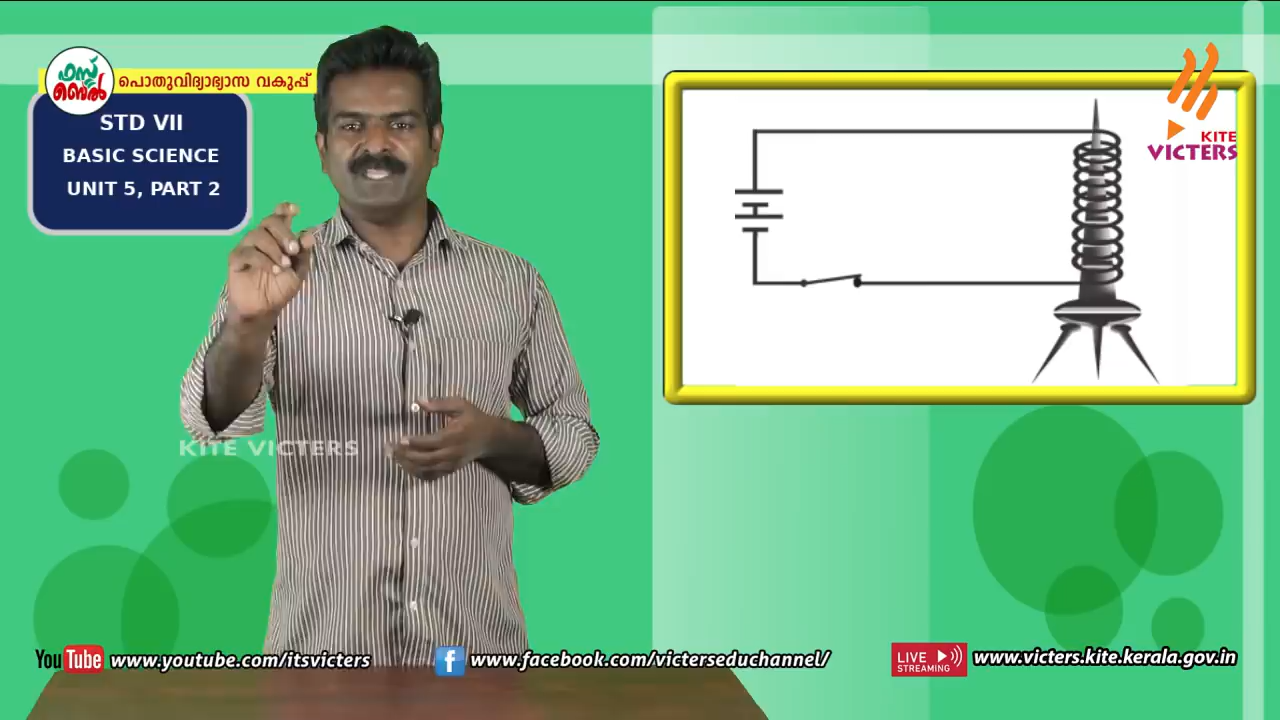 ഫസ്റ്റ്
ബെൽ
പൊതുവിദ്യാഭ്യാസ വകുപ്പ്
STD VII
BASIC SCIENCE
UNIT 5, PART 2
KITE
VICTERS
KITE VICTERS
YouTube www.youtube.com/itsvicters
f www.facebook.com/victerseduchannel/
LIVE
STREAMING
www.victers.kite.kerala.gov.in